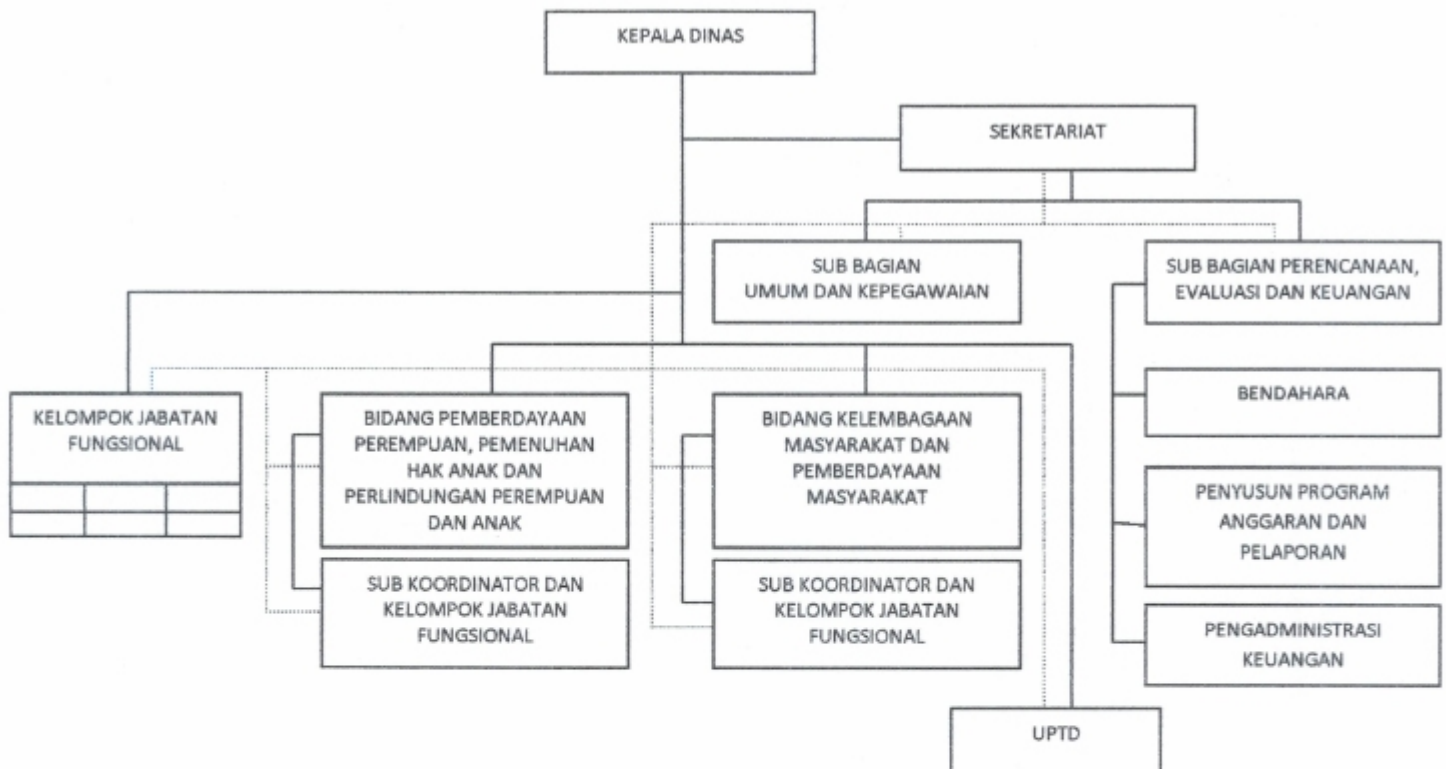 KEPALA DINAS
SEKRETARIAT
SUB BAGIAN
UMUM DAN KEPEGAWAIAN
SUB BAGIAN PERENCANAAN,
EVALUASI DAN KEUANGAN
KELOMPOK JABATAN
FUNGSIONAL
BIDANG PEMBERDAYAAN
PEREMPUAN, PEMENUHAN
HAK ANAK DAN
PERLINDUNGAN PEREMPUAN
DAN ANAK
BIDANG KELEMBAGAAN
MASYARAKAT DAN
PEMBERDAYAAN
MASYARAKAT
BENDAHARA
PENYUSUN PROGRAM
ANGGARAN DAN
PELAPORAN
SUB KOORDINATOR DAN
KELOMPOK JABATAN
FUNGSIONAL
SUB KOORDINATOR DAN
KELOMPOK JABATAN
FUNGSIONAL
PENGADMINISTRASI
KEUANGAN
UPTD